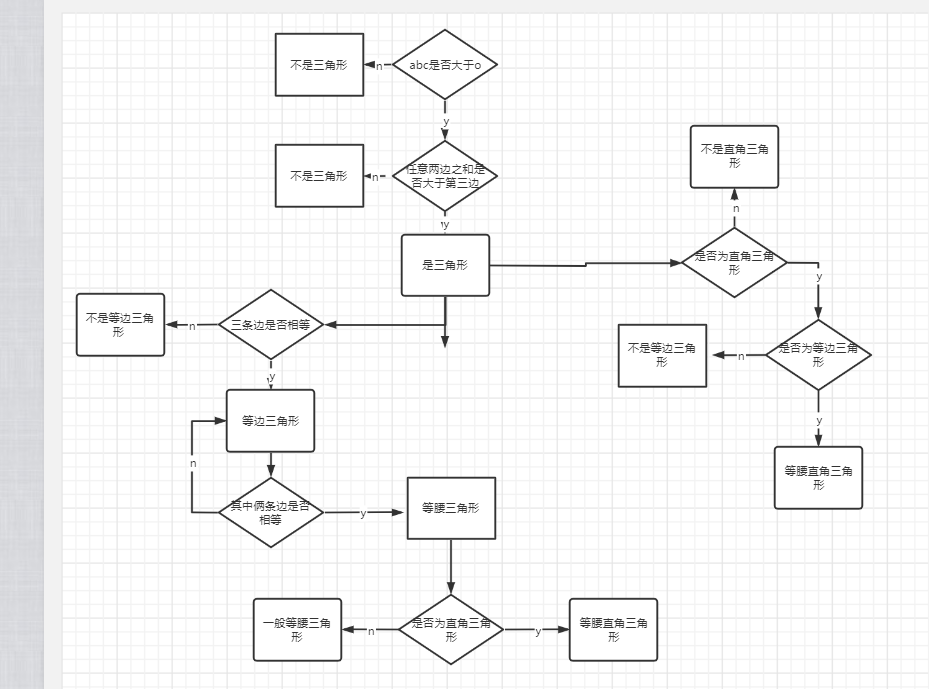 不是三角形
n
abc是否大于o
y
不是三角形
n
任意两边之和是
否大于第三边
y
是三角形
不是直角三角
形
n
是否为直角三角
形
y
不是等边三角
形
n
三条边是否相等
y
不是等边三角
形
n
是否为等边三角
形
y
等腰直角三角
形
等边三角形
n
其中俩条边是否
相等
y
等腰三角形
一般等腰三角
形
n
是否为直角三角
形
y
等腰直角三角
形